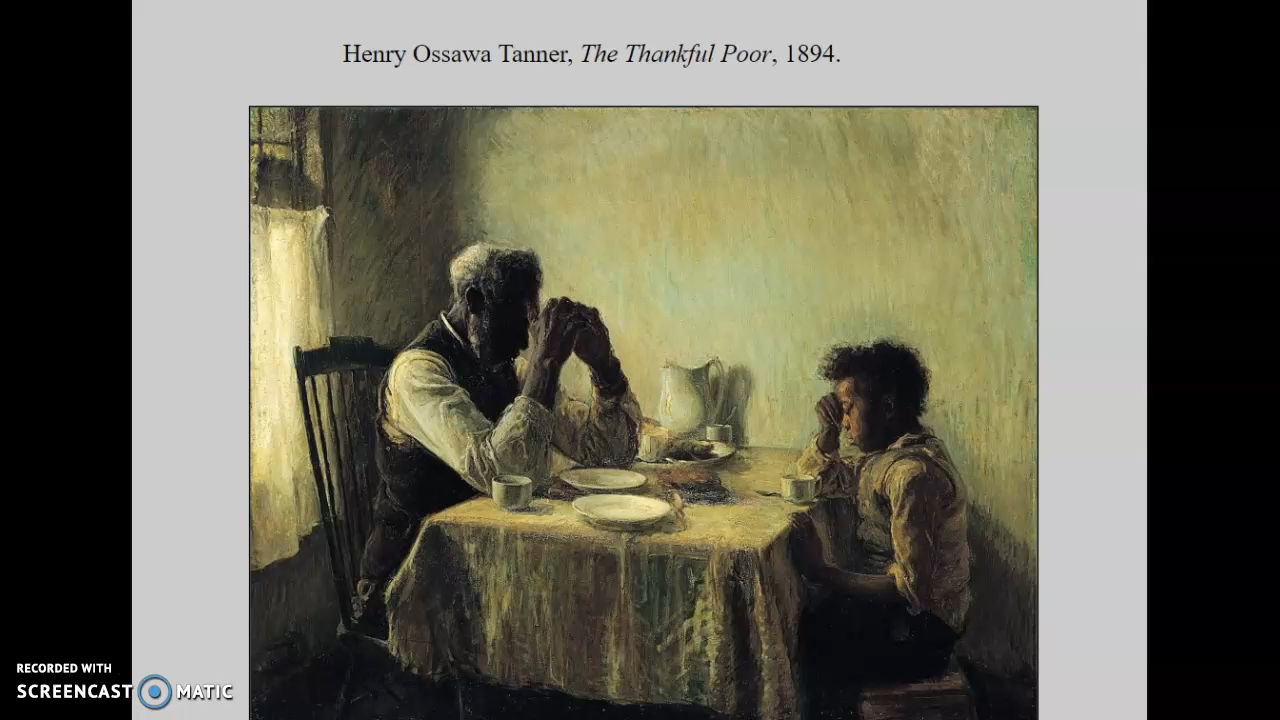 Henry Ossawa Tanner, The Thankful Poor, 1894.
RECORDED WITH
SCREENCAST MATIC